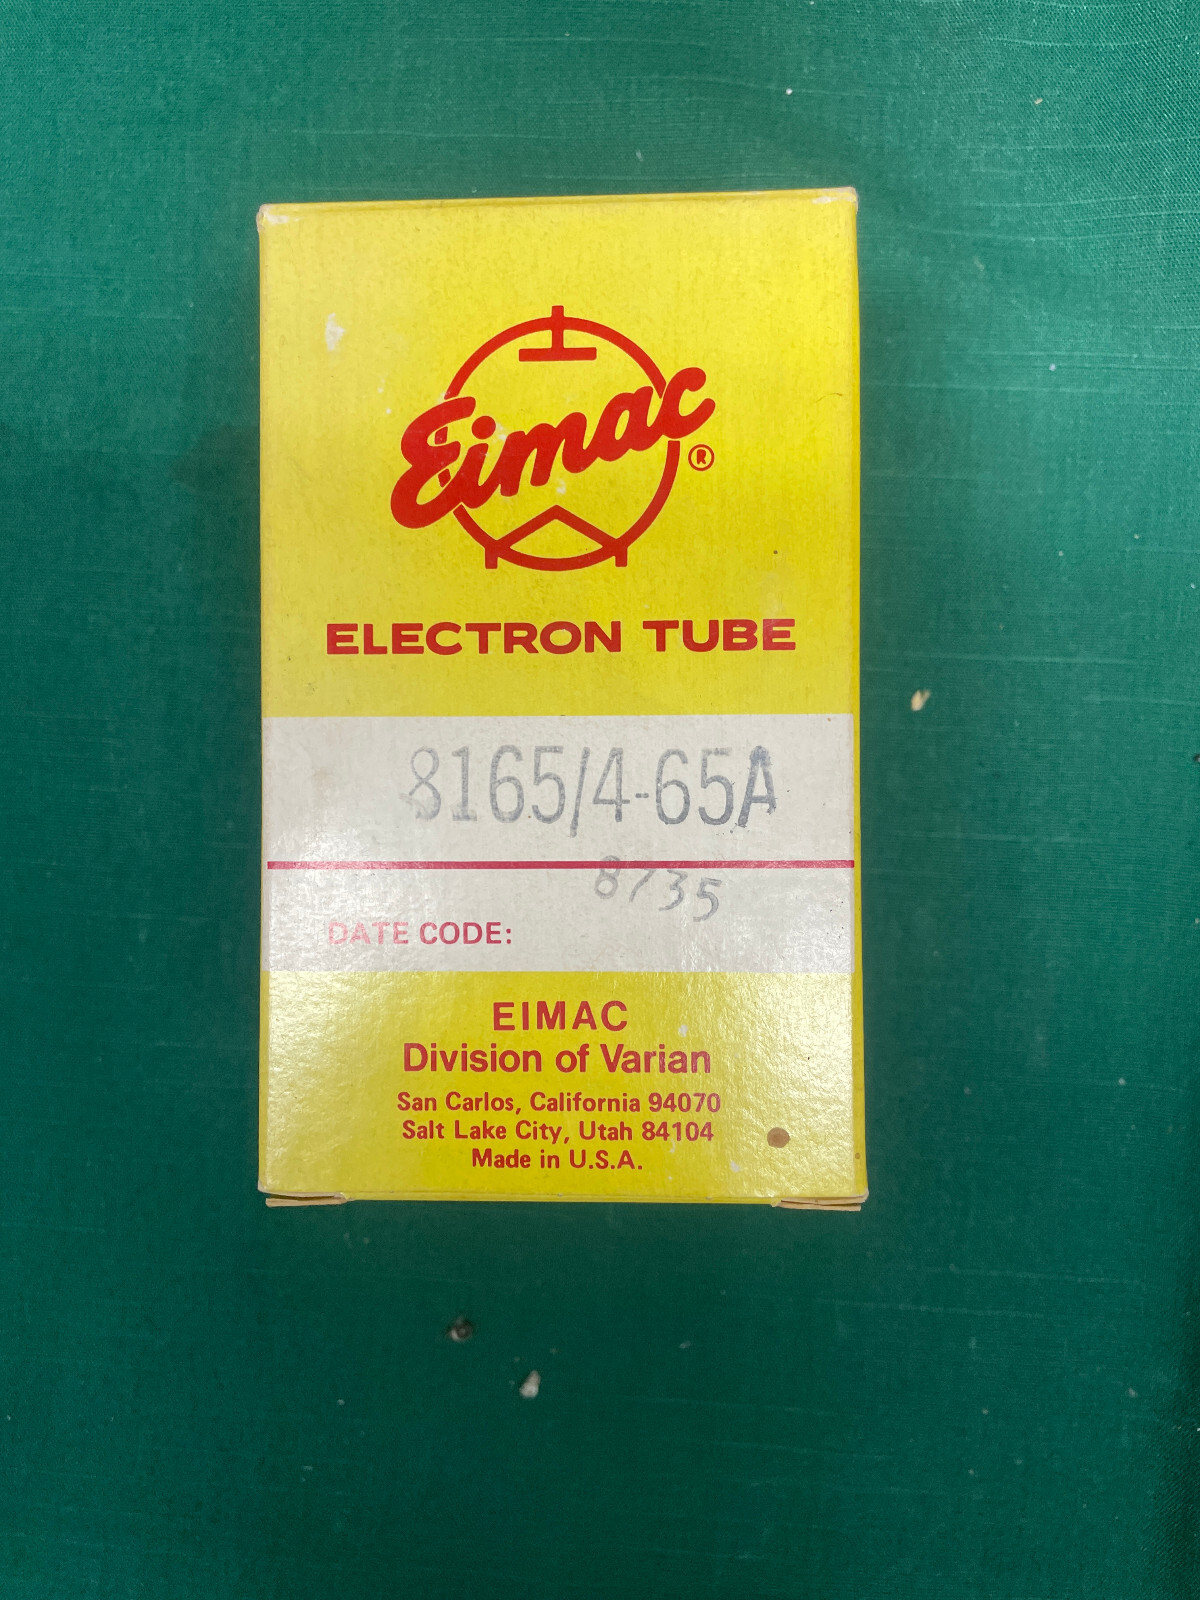 Eimac®
ELECTRON TUBE
8165/4-65A
8735
DATE CODE:
EIMAC
Division of Varian
San Carlos, California 94070
Salt Lake City, Utah 84104
Made in U.S.A.